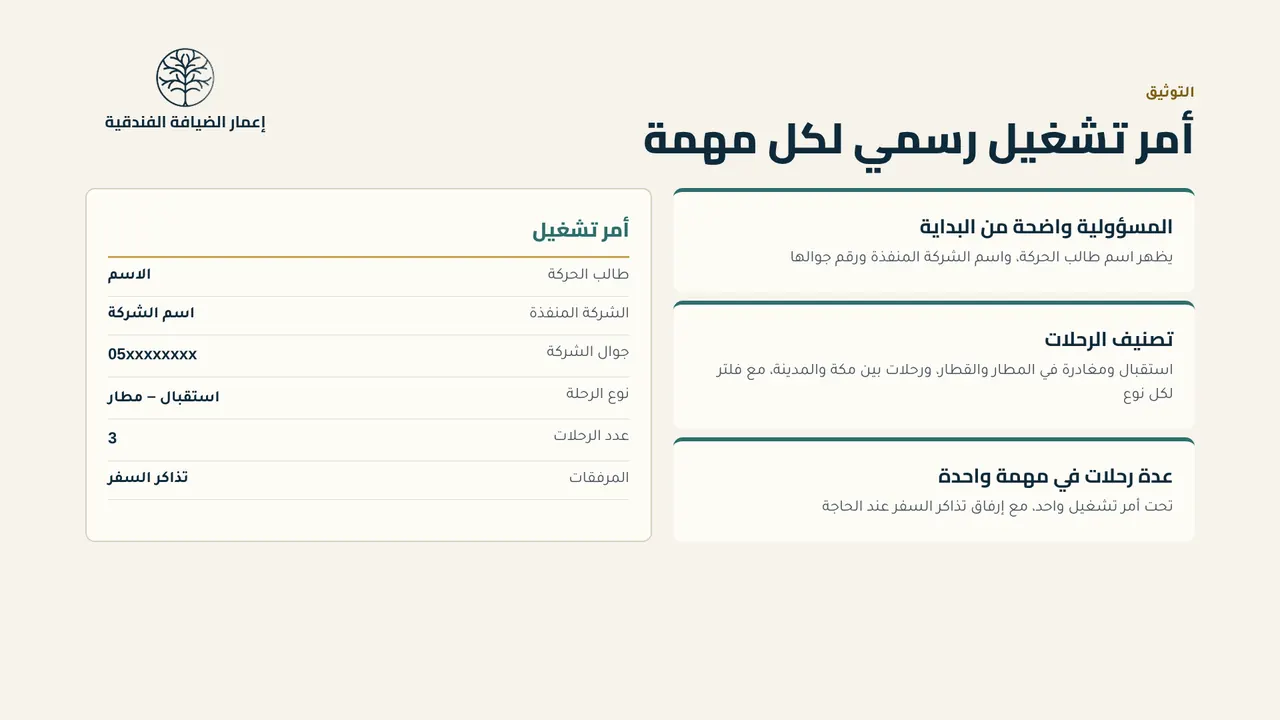 إعمار الضيافة الفندقية
التوثيق
أمر تشغيل رسمي لكل مهمة
المسؤولية واضحة من البداية
يظهر اسم طالب الحركة، واسم الشركة المنفذة ورقم جوالها
تصنيف الرحلات
استقبال ومغادرة في المطار والقطار، ورحلات بين مكة والمدينة، مع فلتر
لكل نوع
عدة رحلات في مهمة واحدة
تحت أمر تشغيل واحد، مع إرفاق تذاكر السفر عند الحاجة
أمر تشغيل
طالب الحركة الاسم
الشركة المنفذة اسم الشركة
جوال الشركة 05xxxxxxxx
نوع الرحلة استقبال – مطار
عدد الرحلات 3
المرفقات تذاكر السفر